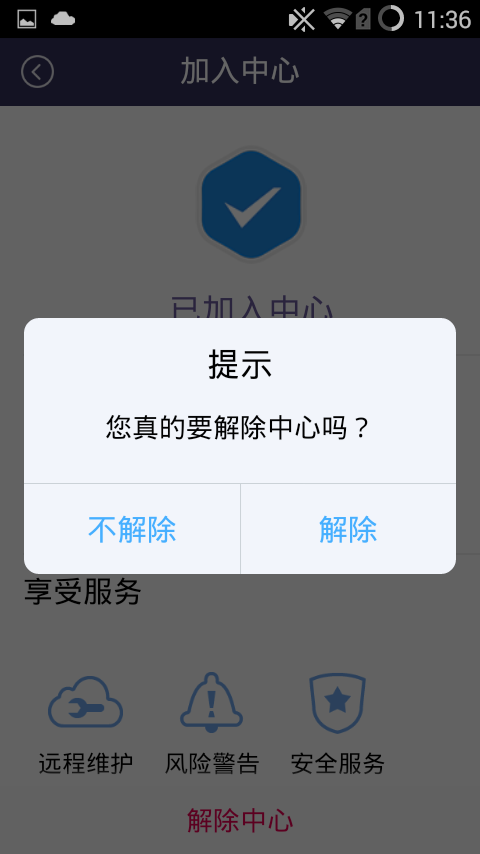 11:36
加入中心
已加入中心
提示
您真的要解除中心吗？
不解除 解除
享受服务
远程维护 风险警告 安全服务
解除中心